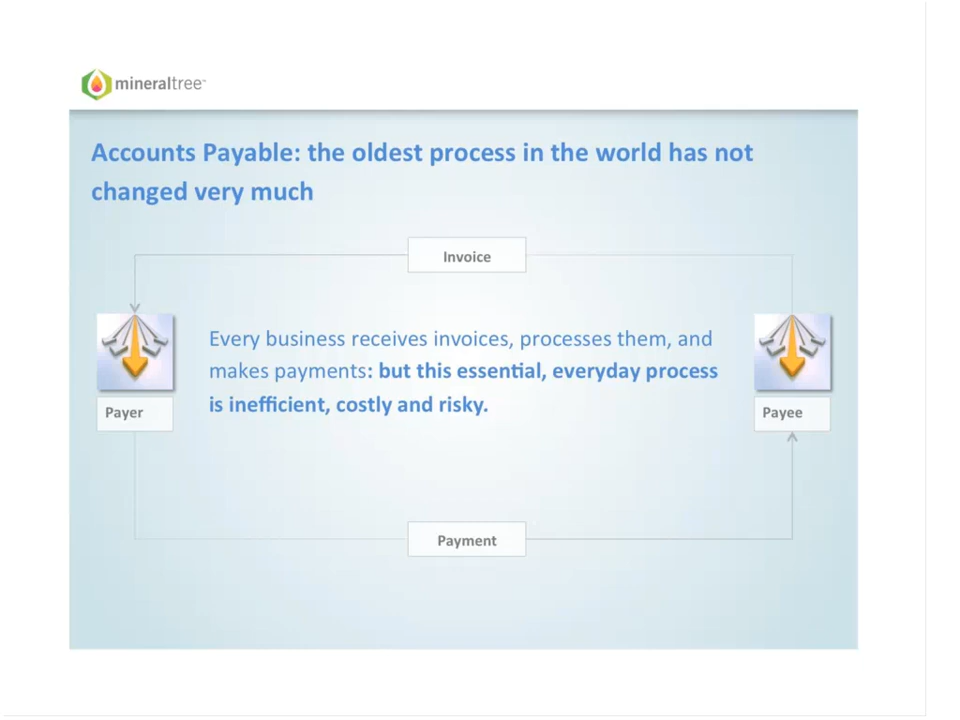 mineraltree™
Accounts Payable: the oldest process in the world has not
changed very much
Invoice
Every business receives invoices, processes them, and
makes payments: but this essential, everyday process
is inefficient, costly and risky.
Payer
Payee
Payment